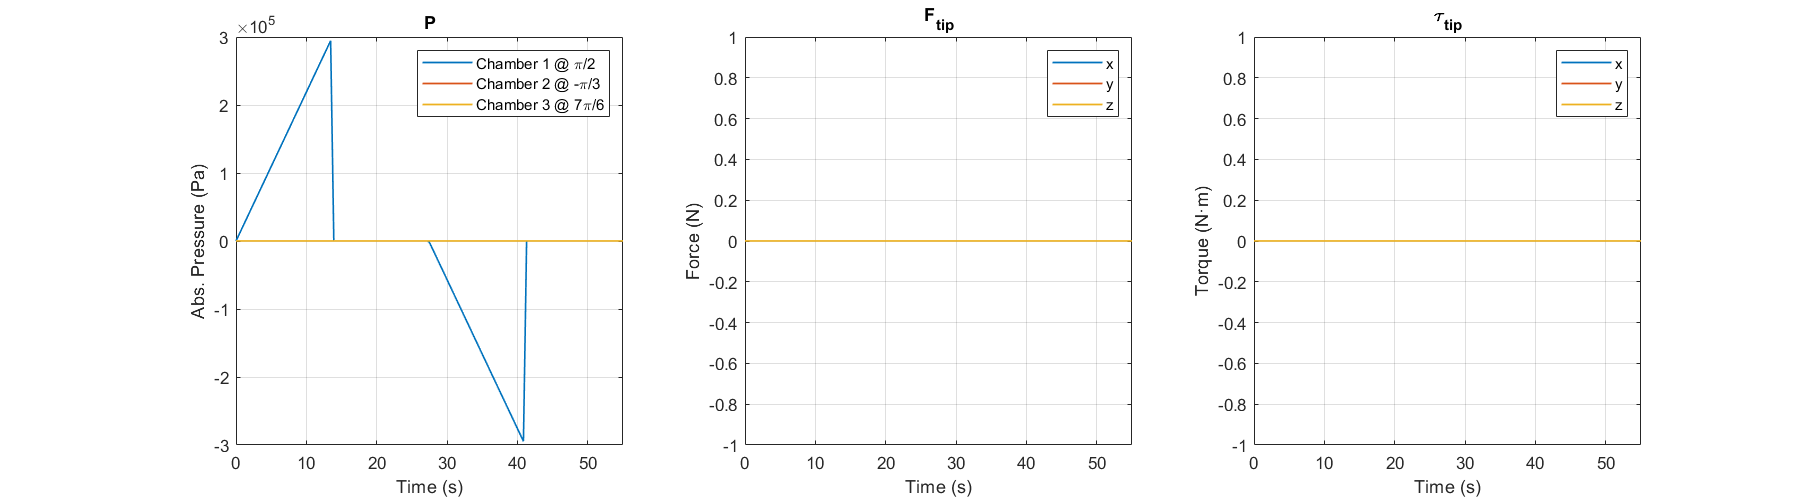 P
×10⁵
3
2
1
0
-1
-2
-3
Abs. Pressure (Pa)
Chamber 1 @ π/2
Chamber 2 @ -π/3
Chamber 3 @ 7π/6
0 10 20 30 40 50
Time (s)
F_tip
1
0.8
0.6
0.4
0.2
0
-0.2
-0.4
-0.6
-0.8
-1
Force (N)
x
y
z
0 10 20 30 40 50
Time (s)
τ_tip
1
0.8
0.6
0.4
0.2
0
-0.2
-0.4
-0.6
-0.8
-1
Torque (N·m)
x
y
z
0 10 20 30 40 50
Time (s)